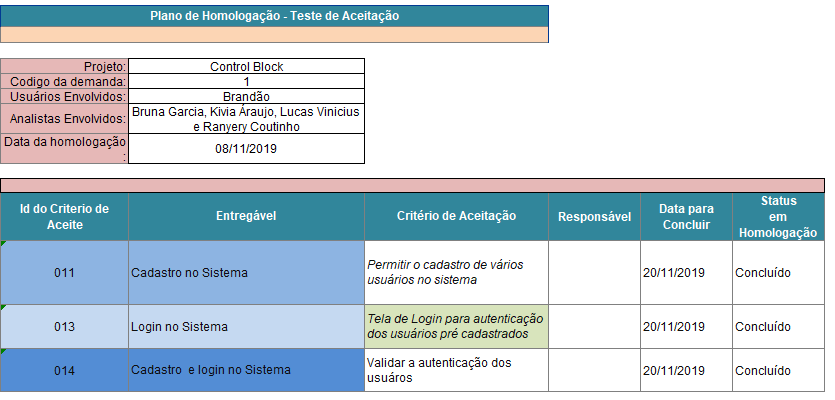 Plano de Homologação - Teste de Aceitação
Projeto: Control Block
Codigo da demanda: 1
Usuários Envolvidos: Brandão
Analistas Envolvidos: Bruna Garcia, Kivia Áraujo, Lucas Vinicius
e Ranyery Coutinho
Data da homologação
: 08/11/2019
Id do Criterio de
Aceite
Entregável
Critério de Aceitação
Responsável
Data para
Concluir
Status
em
Homologação
011
Cadastro no Sistema
Permitir o cadastro de vários
usuários no sistema
20/11/2019
Concluído
013
Login no Sistema
Tela de Login para autenticação
dos usuários pré cadastrados
20/11/2019
Concluído
014
Cadastro  e login no Sistema
Validar a autenticação dos
usuáros
20/11/2019
Concluído